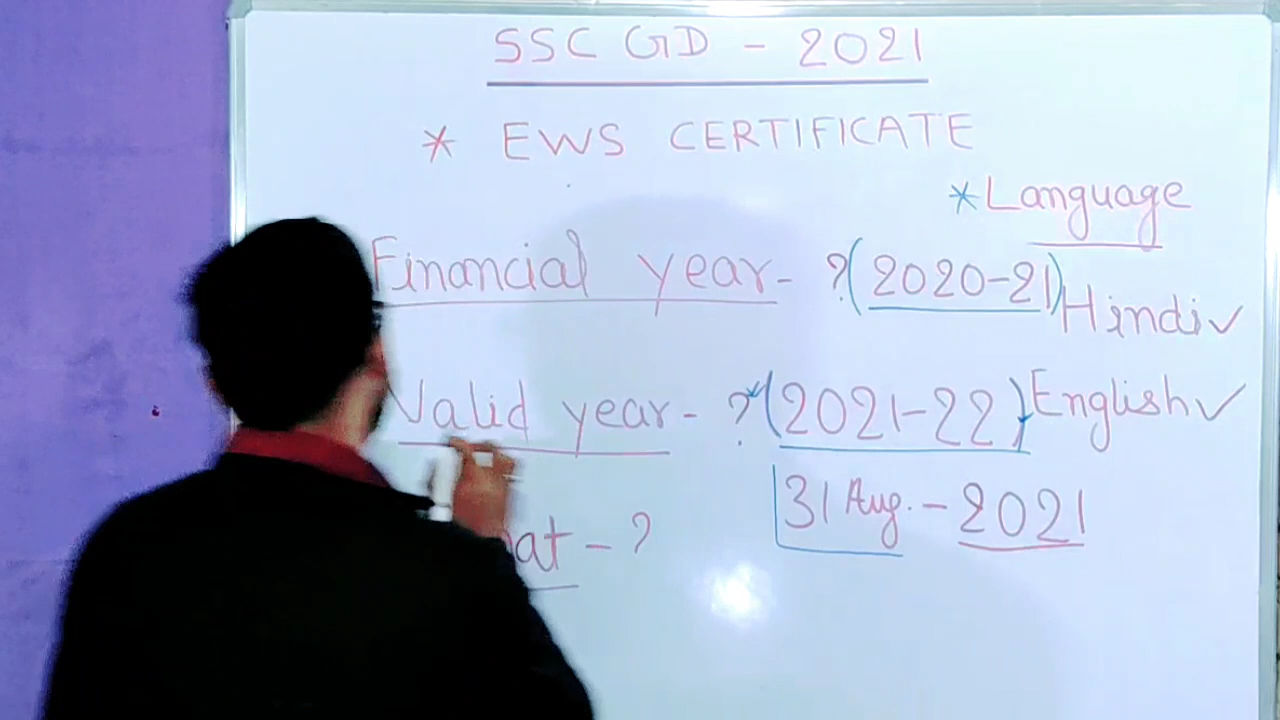 SSC GD - 2021
* EWS CERTIFICATE
* Language
Financial year - ? (2020-21)
Hindi ✓
Valid year - ? * (2021-22)
English ✓
31 Aug. - 2021
at - ?